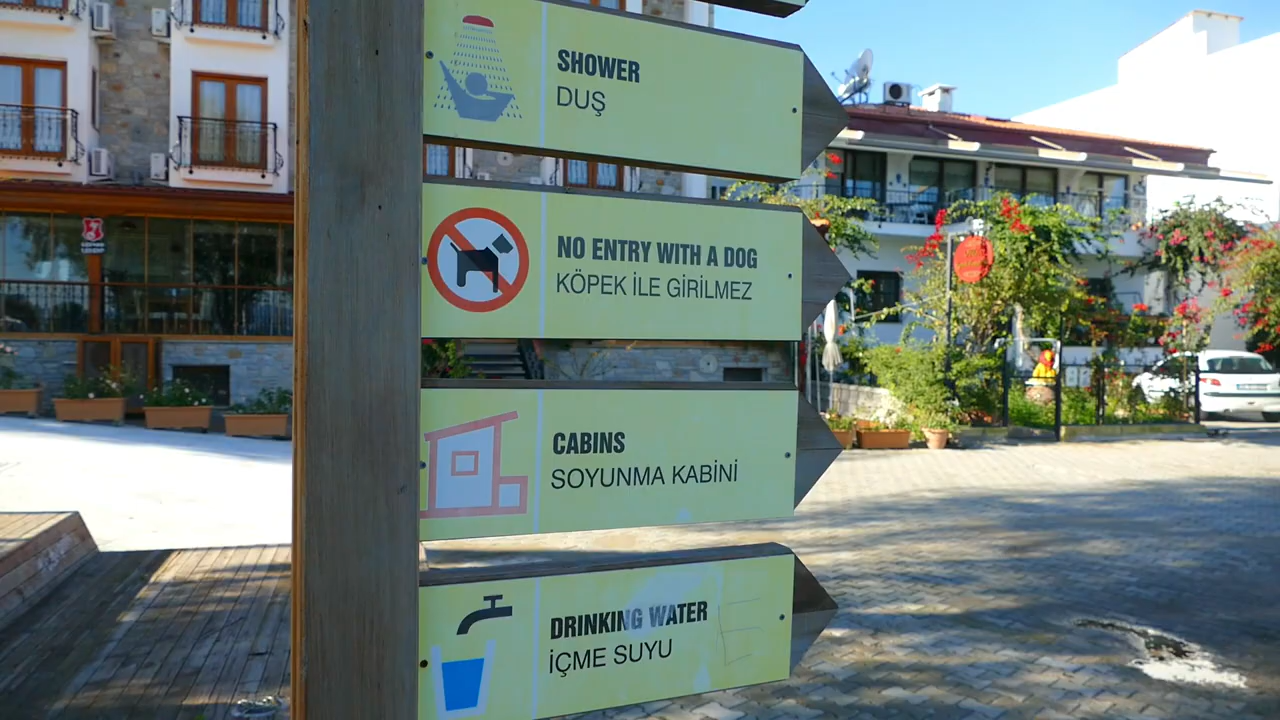 SHOWER
DUŞ
NO ENTRY WITH A DOG
KÖPEK İLE GİRİLMEZ
CABINS
SOYUNMA KABİNİ
DRINKING WATER
İÇME SUYU